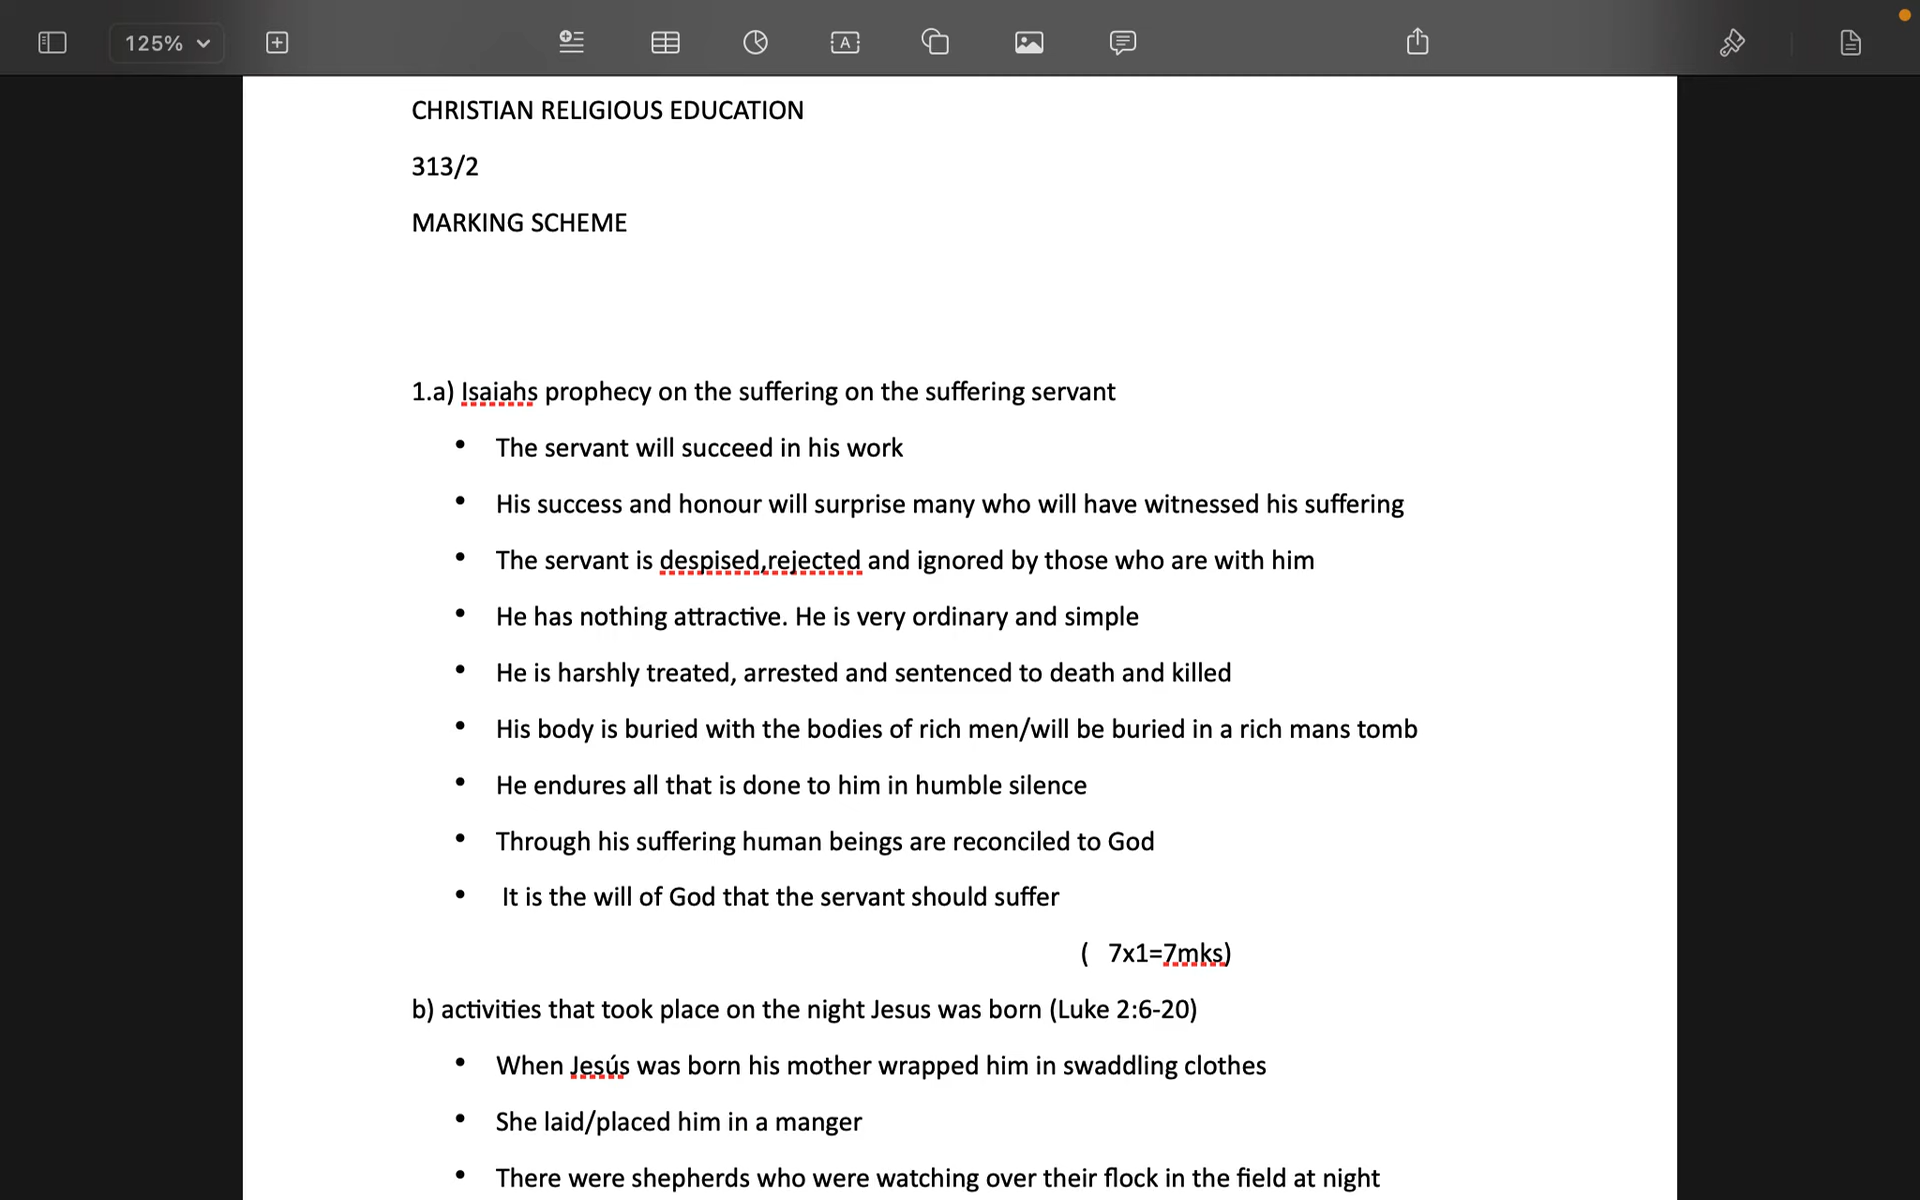 125%
CHRISTIAN RELIGIOUS EDUCATION
313/2
MARKING SCHEME
1.a) Isaiahs prophecy on the suffering on the suffering servant
• The servant will succeed in his work
• His success and honour will surprise many who will have witnessed his suffering
• The servant is despised,rejected and ignored by those who are with him
• He has nothing attractive. He is very ordinary and simple
• He is harshly treated, arrested and sentenced to death and killed
• His body is buried with the bodies of rich men/will be buried in a rich mans tomb
• He endures all that is done to him in humble silence
• Through his suffering human beings are reconciled to God
• It is the will of God that the servant should suffer
( 7x1=7mks)
b) activities that took place on the night Jesus was born (Luke 2:6-20)
• When Jesús was born his mother wrapped him in swaddling clothes
• She laid/placed him in a manger
• There were shepherds who were watching over their flock in the field at night